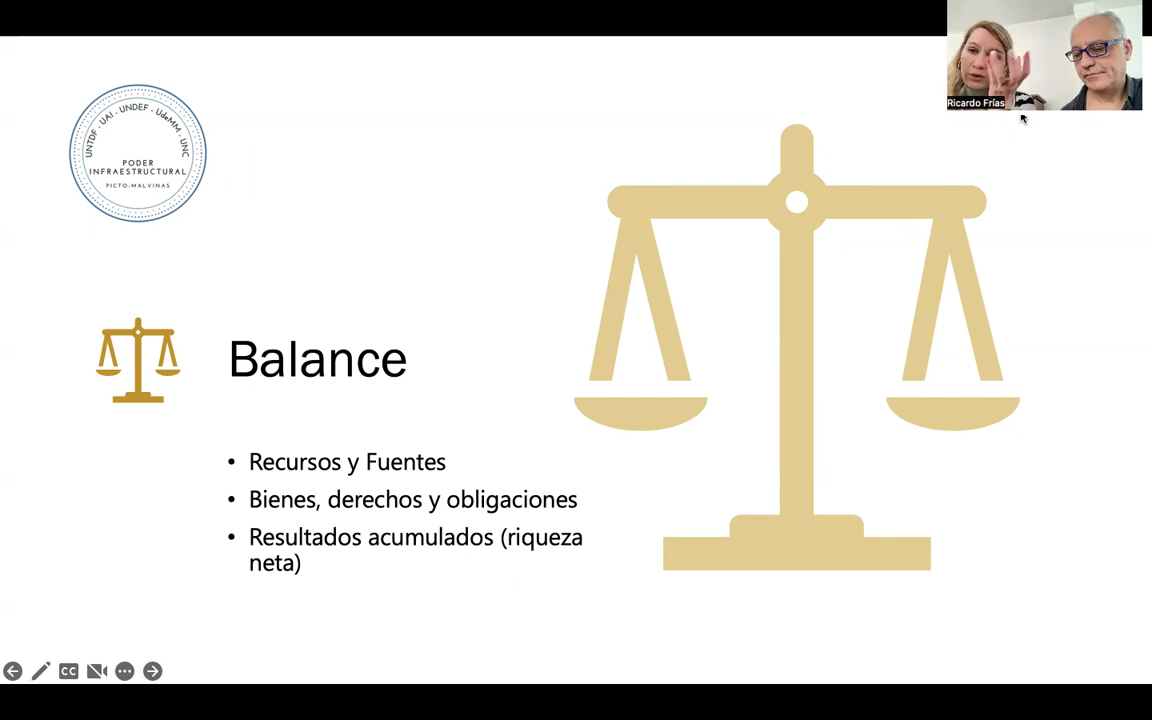 Ricardo Frías
UNTDF . UAI . UNDEF . UdeMM . UNC
PODER
INFRAESTRUCTURAL
PICTO-MALVINAS
Balance
• Recursos y Fuentes
• Bienes, derechos y obligaciones
• Resultados acumulados (riqueza
neta)
CC